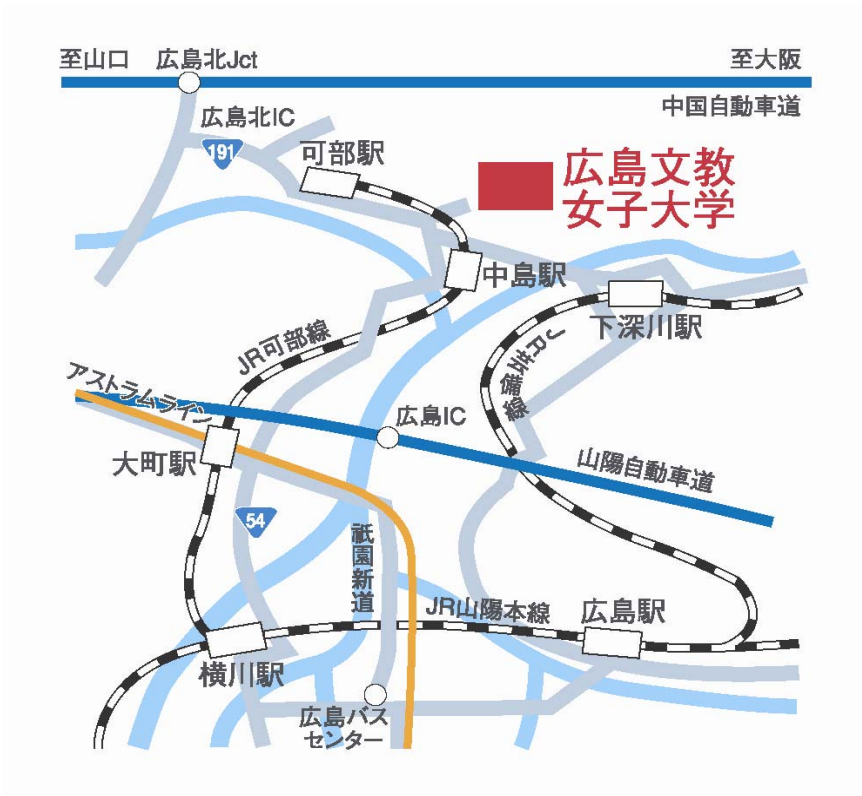 至山口
広島北Jct
至大阪
中国自動車道
広島北IC
191
可部駅
広島文教
女子大学
中島駅
下深川駅
JR可部線
JR芸備線
アストラムライン
広島IC
大町駅
山陽自動車道
54
祇園新道
JR山陽本線
広島駅
横川駅
広島バス
センター